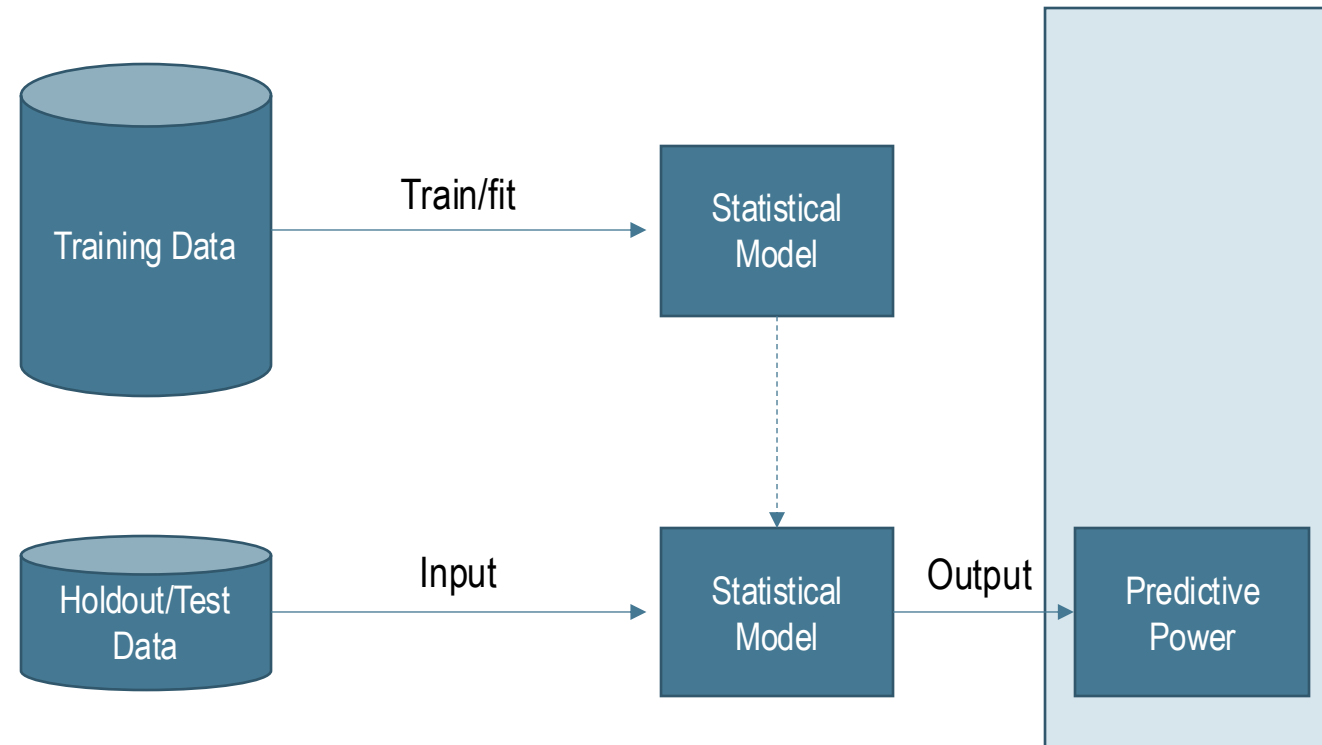 Training Data
Train/fit
Statistical
Model
Holdout/Test
Data
Input
Statistical
Model
Output
Predictive
Power